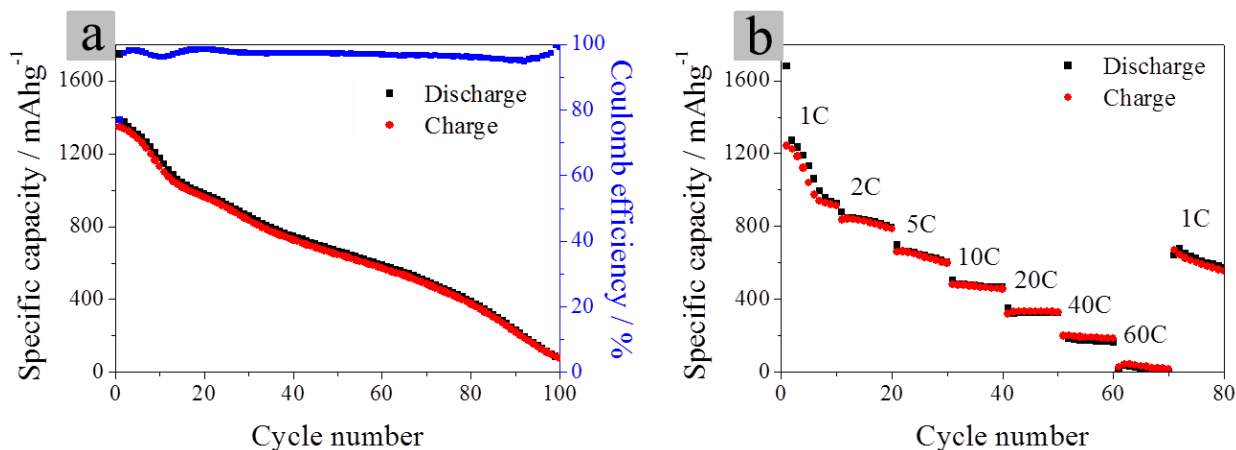 a
Specific capacity / mAhg⁻¹
1600
1200
800
400
0
Discharge
Charge
100
80
60
40
20
0
Coulomb efficiency / %
0 20 40 60 80 100
Cycle number
b
Specific capacity / mAhg⁻¹
1600
1200
800
400
0
Discharge
Charge
1C
2C
5C
10C
20C
40C
60C
1C
0 20 40 60 80
Cycle number